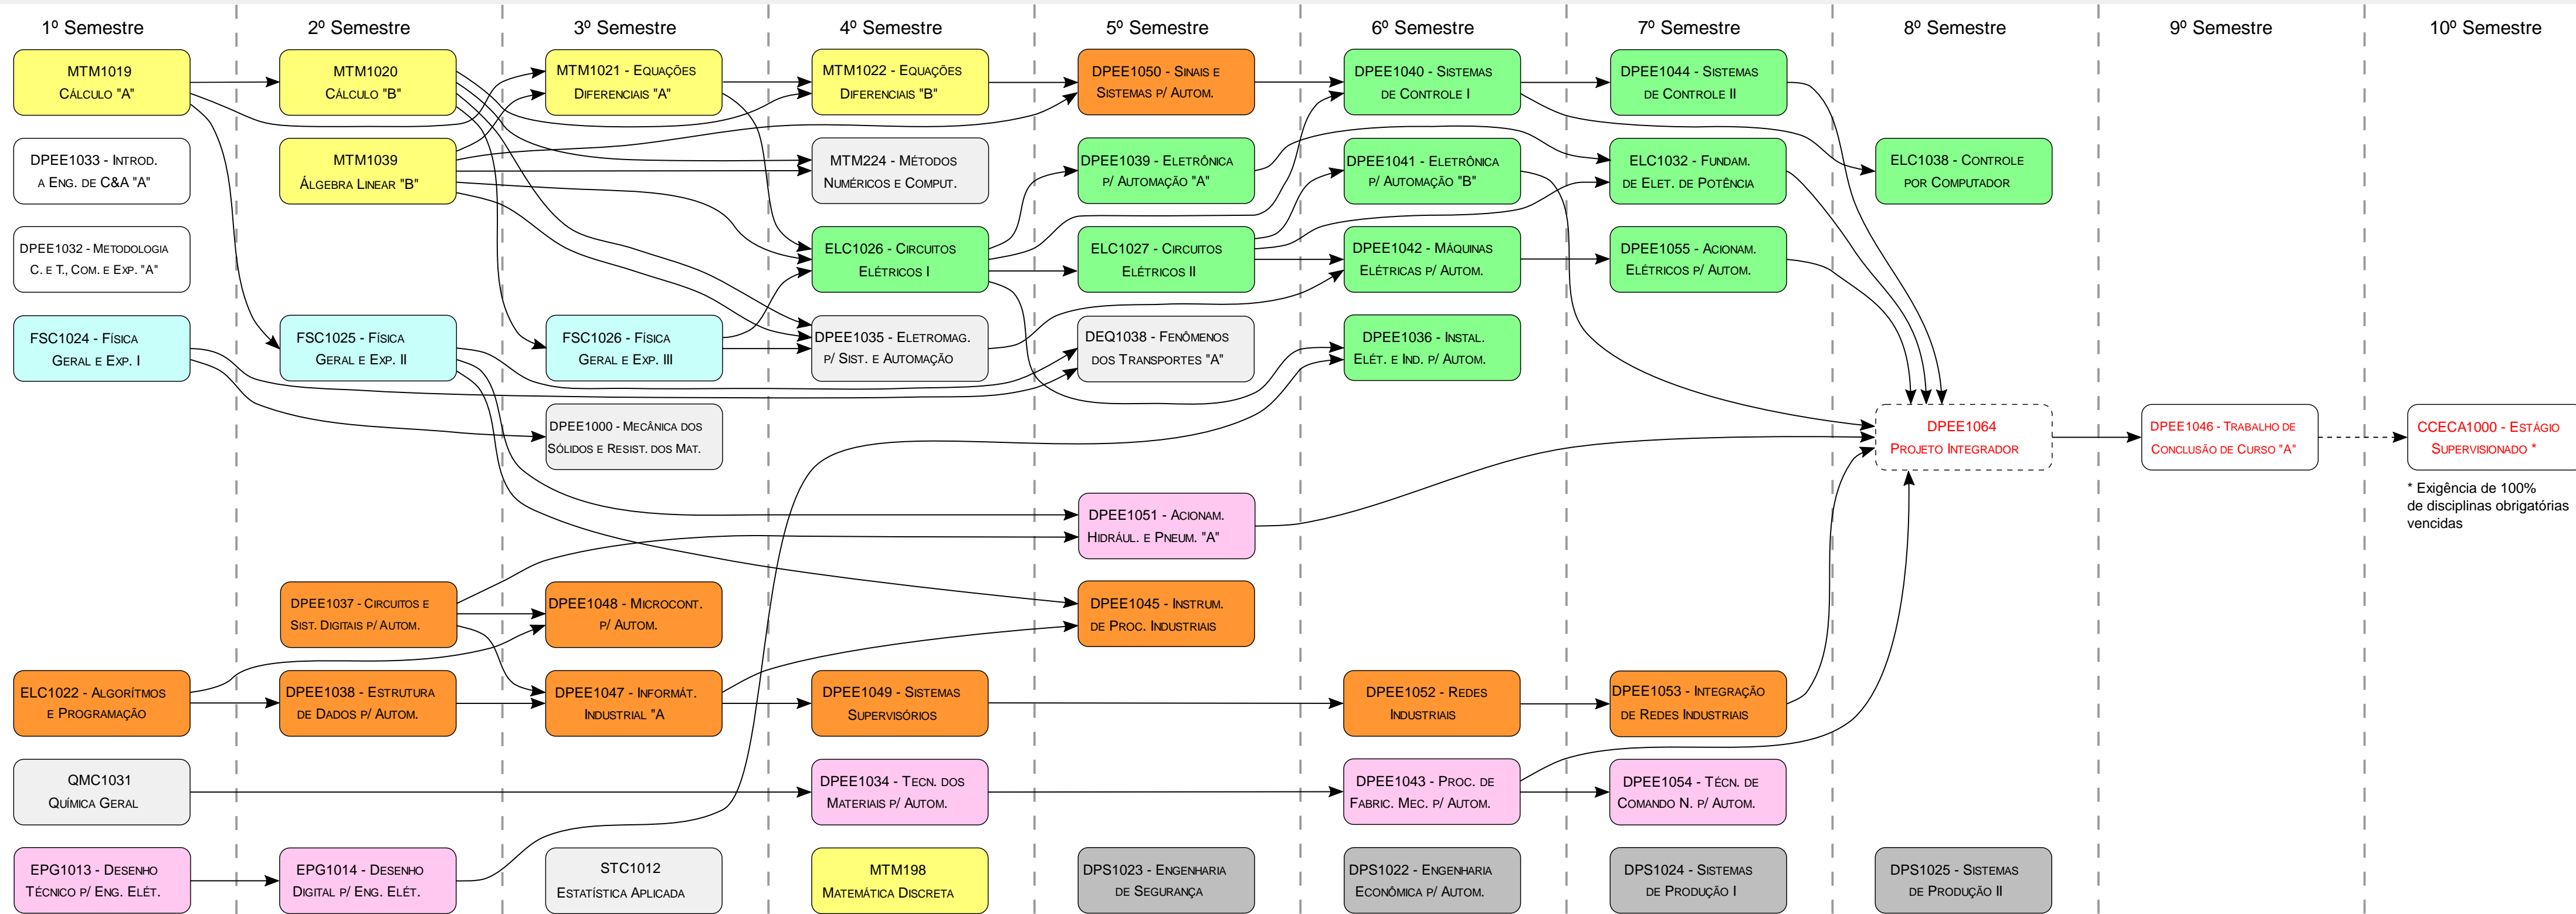 1º Semestre
2º Semestre
3º Semestre
4º Semestre
5º Semestre
6º Semestre
7º Semestre
8º Semestre
9º Semestre
10º Semestre
MTM1019
Cálculo "A"
MTM1020
Cálculo "B"
MTM1021 - Equações
Diferenciais "A"
MTM1022 - Equações
Diferenciais "B"
DPEE1050 - Sinais e
Sistemas p/ Autom.
DPEE1040 - Sistemas
de Controle I
DPEE1044 - Sistemas
de Controle II
DPEE1033 - Introd.
a Eng. de C&A "A"
MTM1039
Álgebra Linear "B"
MTM224 - Métodos
Numéricos e Comput.
DPEE1039 - Eletrônica
p/ Automação "A"
DPEE1041 - Eletrônica
p/ Automação "B"
ELC1032 - Fundam.
de Elet. de Potência
ELC1038 - Controle
por Computador
DPEE1032 - Metodologia
C. e T., Com. e Exp. "A"
ELC1026 - Circuitos
Elétricos I
ELC1027 - Circuitos
Elétricos II
DPEE1042 - Máquinas
Elétricas p/ Autom.
DPEE1055 - Acionam.
Elétricos p/ Autom.
FSC1024 - Física
Geral e Exp. I
FSC1025 - Física
Geral e Exp. II
FSC1026 - Física
Geral e Exp. III
DPEE1035 - Eletromag.
p/ Sist. e Automação
DEQ1038 - Fenômenos
dos Transportes "A"
DPEE1036 - Instal.
Elét. e Ind. p/ Autom.
DPEE1000 - Mecânica dos
Sólidos e Resist. dos Mat.
DPEE1064
Projeto Integrador
DPEE1046 - Trabalho de
Conclusão de Curso "A"
CCECA1000 - Estágio
Supervisionado *
* Exigência de 100%
de disciplinas obrigatórias
vencidas
DPEE1051 - Acionam.
Hidrául. e Pneum. "A"
DPEE1037 - Circuitos e
Sist. Digitais p/ Autom.
DPEE1048 - Microcont.
p/ Autom.
DPEE1045 - Instrum.
de Proc. Industriais
ELC1022 - Algorítmos
e Programação
DPEE1038 - Estrutura
de Dados p/ Autom.
DPEE1047 - Informát.
Industrial "A
DPEE1049 - Sistemas
Supervisórios
DPEE1052 - Redes
Industriais
DPEE1053 - Integração
de Redes Industriais
QMC1031
Química Geral
DPEE1034 - Tecn. dos
Materiais p/ Autom.
DPEE1043 - Proc. de
Fabric. Mec. p/ Autom.
DPEE1054 - Técn. de
Comando N. p/ Autom.
EPG1013 - Desenho
Técnico p/ Eng. Elét.
EPG1014 - Desenho
Digital p/ Eng. Elét.
STC1012
Estatística Aplicada
MTM198
Matemática Discreta
DPS1023 - Engenharia
de Segurança
DPS1022 - Engenharia
Econômica p/ Autom.
DPS1024 - Sistemas
de Produção I
DPS1025 - Sistemas
de Produção II